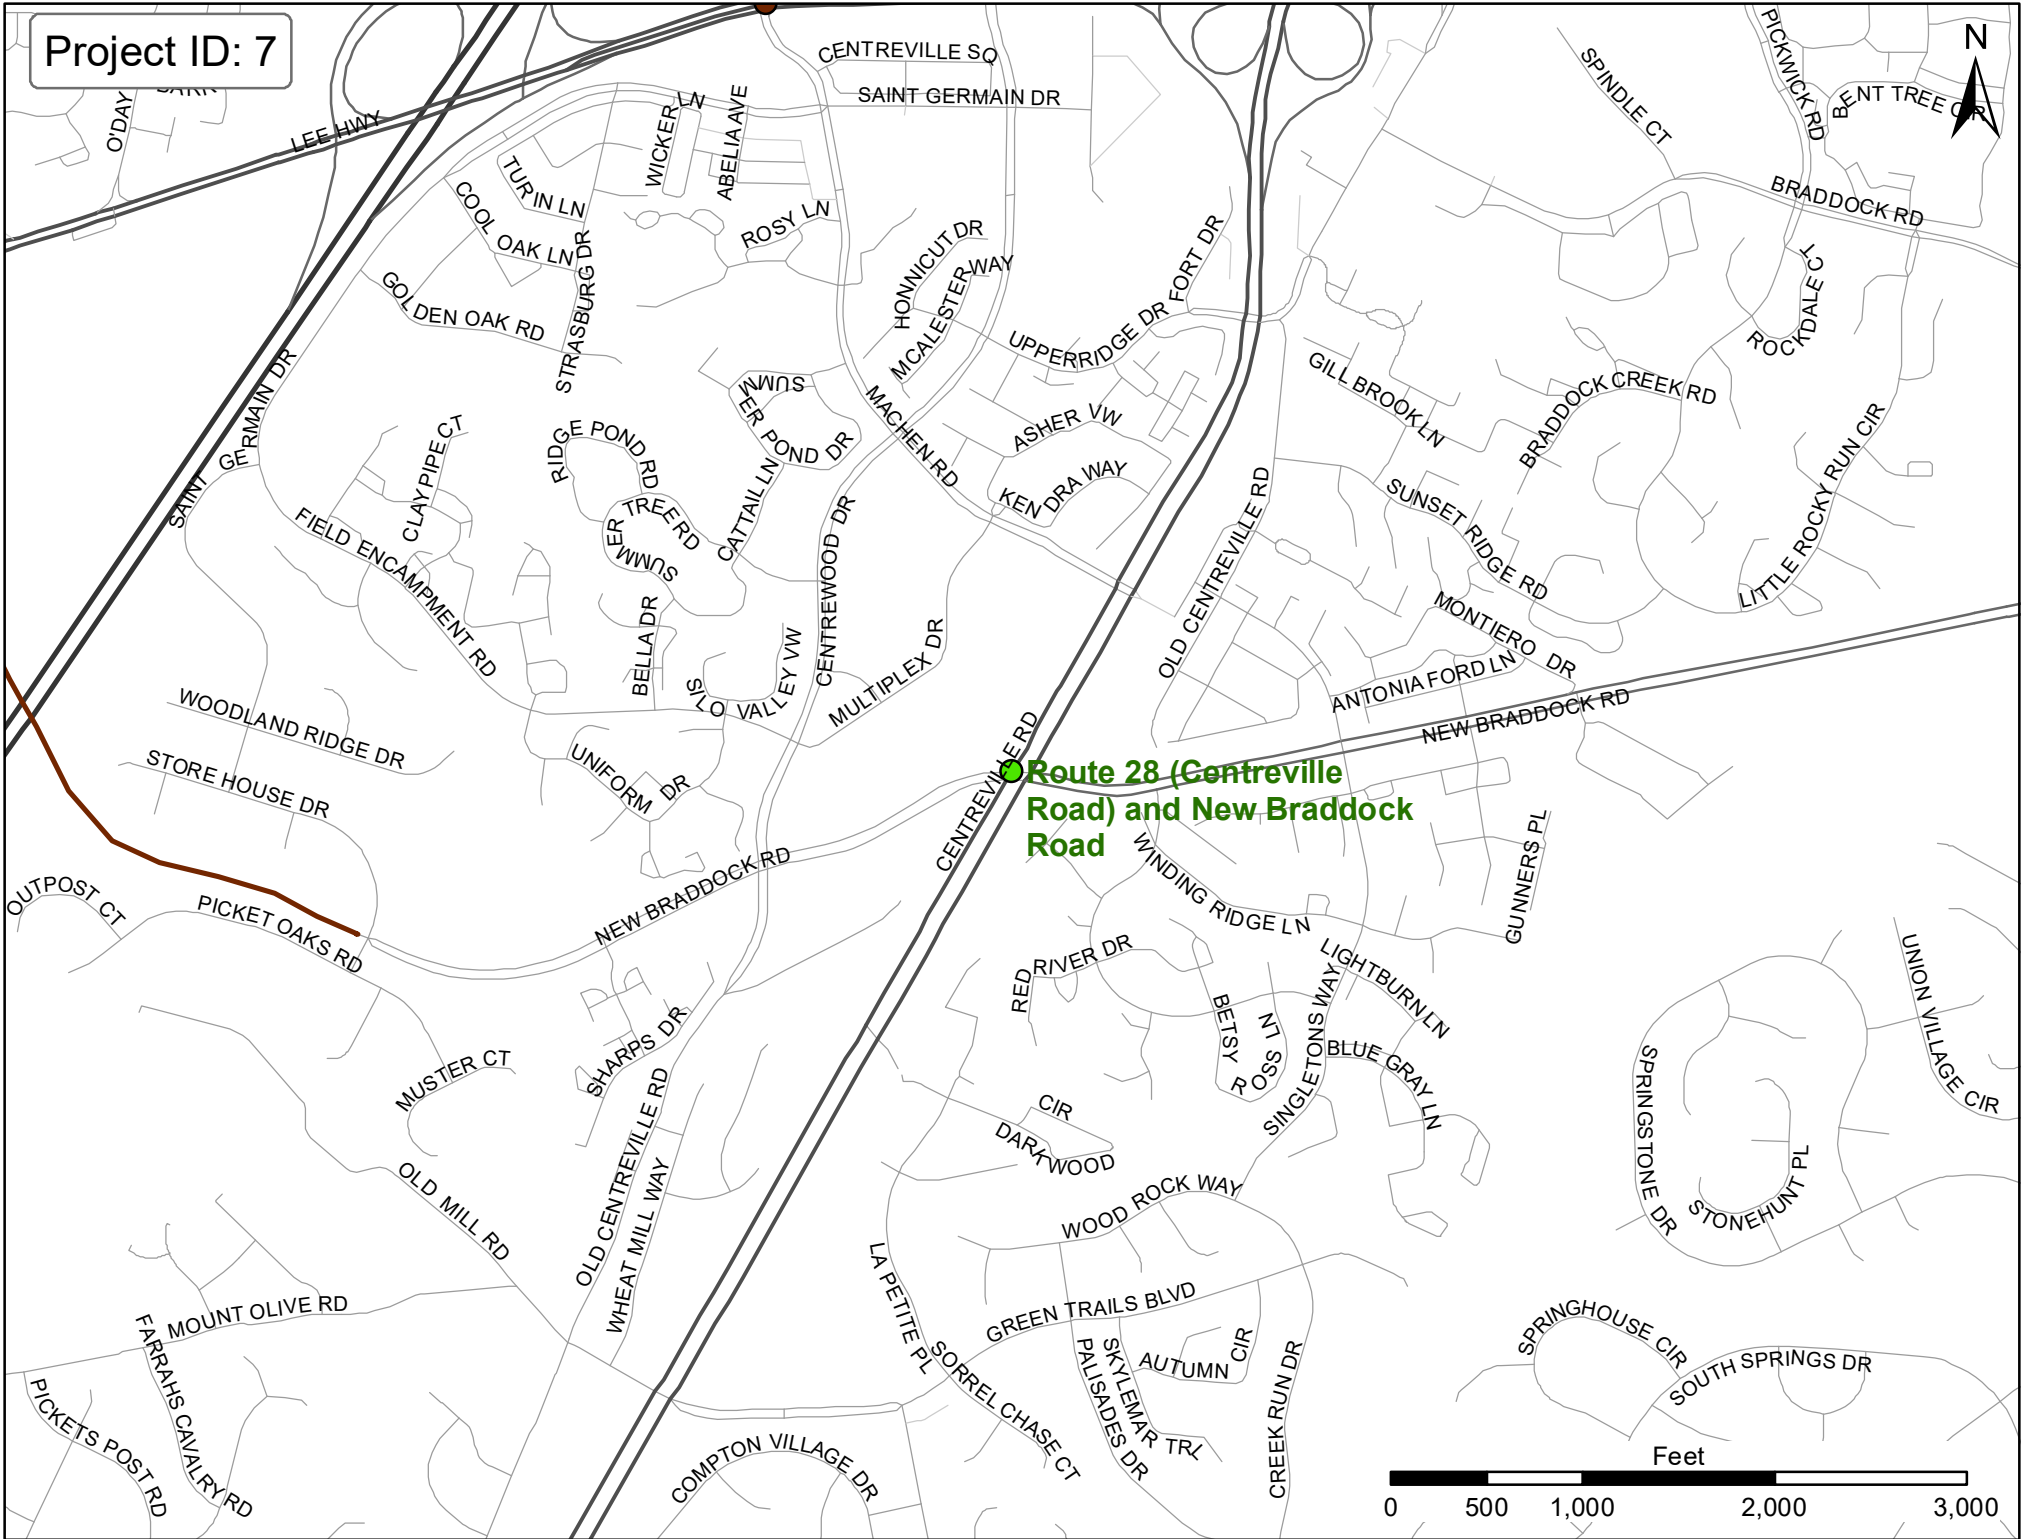 Project ID: 7
N
CENTREVILLE SQ
SAINT GERMAIN DR
PICKWICK RD
SPINDLE CT
BENT TREE CIR
O'DAY
LEE HWY
WICKER LN
ABELIA AVE
TURIN LN
COOL OAK LN
ROSY LN
BRADDOCK RD
HONNICUT DR
MCALESTER WAY
FORT DR
STRASBURG DR
GOLDEN OAK RD
UPPERRIDGE DR
ROCKDALE CT
SAINT GERMAIN DR
GILL BROOK LN
BRADDOCK CREEK RD
SUMMER POND DR
MACHEN RD
ASHER VW
CLAY PIPE CT
RIDGE POND RD
CATTAIL LN
KENDRA WAY
LITTLE ROCKY RUN CIR
SUNSET RIDGE RD
SUMMER TREE RD
FIELD ENCAMPMENT RD
CENTREWOOD DR
OLD CENTREVILLE RD
MONTIERO DR
BELLA DR
SILO VALLEY VW
MULTIPLEX DR
ANTONIA FORD LN
NEW BRADDOCK RD
WOODLAND RIDGE DR
STORE HOUSE DR
UNIFORM DR
CENTREVILLE RD
Route 28 (Centreville
Road) and New Braddock
Road
WINDING RIDGE LN
GUNNERS PL
OUTPOST CT
PICKET OAKS RD
NEW BRADDOCK RD
RED RIVER DR
LIGHTBURN LN
UNION VILLAGE CIR
BETSY ROSS LN
SINGLETONS WAY
BLUE GRAY LN
SHARPS DR
MUSTER CT
SPRINGSTONE DR
STONEHUNT PL
DARKWOOD CIR
OLD MILL RD
OLD CENTREVILLE RD
WHEAT MILL WAY
WOOD ROCK WAY
LA PETITE PL
GREEN TRAILS BLVD
MOUNT OLIVE RD
FARRAHS CAVALRY RD
PICKETS POST RD
SORREL CHASE CT
PALISADES DR
SKYLEMAR TRL
AUTUMN CIR
CREEK RUN DR
SPRINGHOUSE CIR
SOUTH SPRINGS DR
COMPTON VILLAGE DR
Feet
0 500 1,000 2,000 3,000